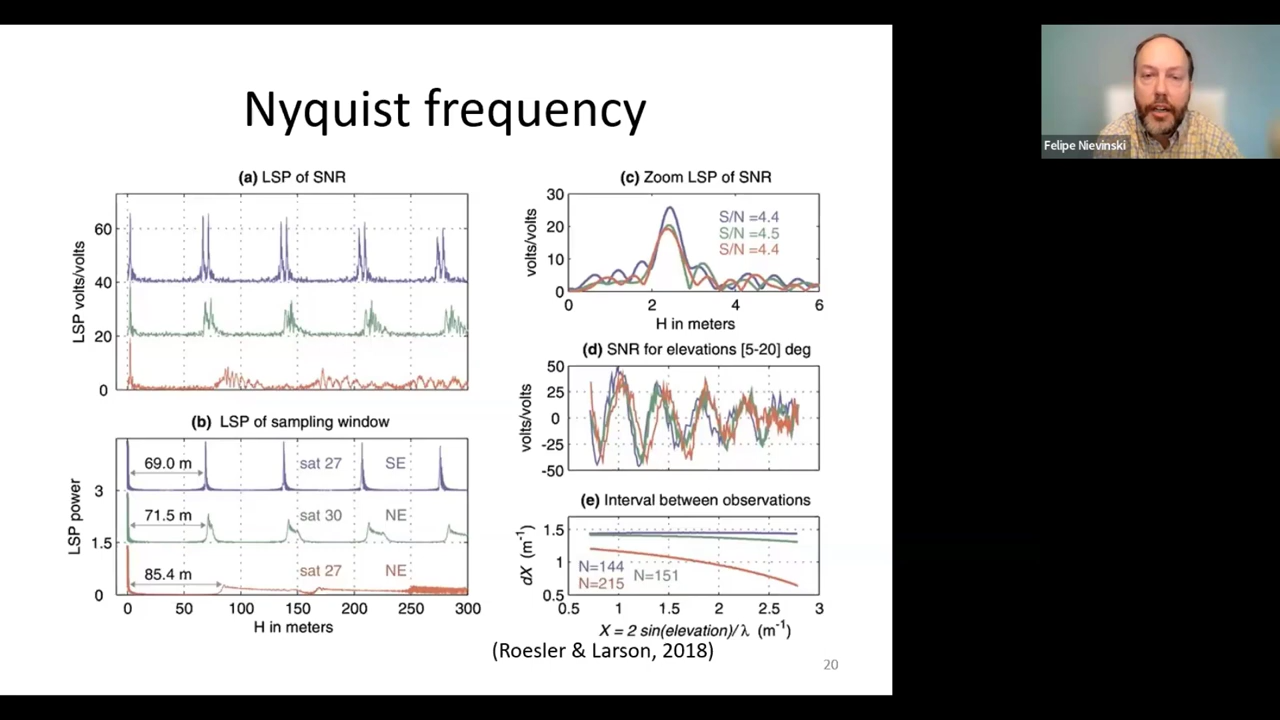 Nyquist frequency
(a) LSP of SNR
LSP volts/volts
60
40
20
0
(b) LSP of sampling window
LSP power
3
1.5
0
69.0 m
sat 27
SE
71.5 m
sat 30
NE
85.4 m
sat 27
NE
0
50
100
150
200
250
300
H in meters
(c) Zoom LSP of SNR
volts/volts
30
20
10
0
S/N =4.4
S/N =4.5
S/N =4.4
0
2
4
6
H in meters
(d) SNR for elevations [5-20] deg
volts/volts
50
25
0
-25
-50
(e) Interval between observations
dX (m-1)
1.5
1
0.5
N=144
N=151
N=215
0.5
1
1.5
2
2.5
3
X = 2 sin(elevation)/λ (m-1)
(Roesler & Larson, 2018)
20
Felipe Nievinski